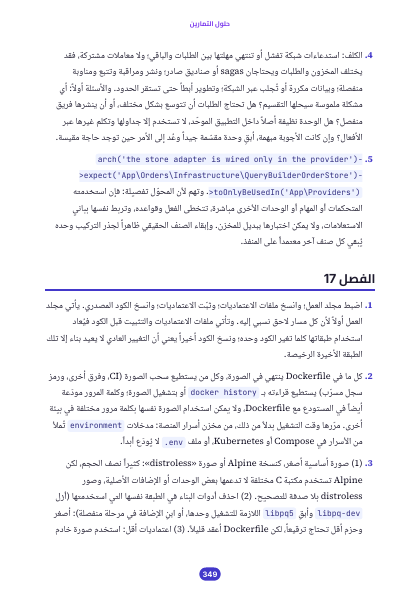 حلول التمارين
4. الكلف: استدعاءات شبكة تفشل أو تنتهي مهلتها بين الطلبات والباقي؛ ولا معاملات مشتركة، فقد
يختلف المخزون والطلبات ويحتاجان sagas أو صناديق صادر؛ ونشر ومراقبة وتتبع ومناوبة
منفصلة؛ وبيانات مكررة أو تُجلب عبر الشبكة؛ وتطوير أبطأ حتى تستقر الحدود. والأسئلة أولاً: أي
مشكلة ملموسة سيحلها التقسيم؟ هل تحتاج الطلبات أن تتوسع بشكل مختلف، أو أن ينشرها فريق
منفصل؟ هل الوحدة نظيفة أصلاً داخل التطبيق الموحّد، لا تستخدم إلا جداولها وتكلم غيرها عبر
الأفعال؟ وإن كانت الأجوبة مبهمة، أبقِ وحدة مقسّمة جيداً وعُد إلى الأمر حين توجد حاجة مقيسة.
5. arch('the store adapter is wired only in the provider')-
>expect('App\Orders\Infrastructure\QueryBuilderOrderStore')-
>toOnlyBeUsedIn('App\Providers'). وتهم لأن المحوّل تفصيلة: فإن استخدمته
المتحكمات أو المهام أو الوحدات الأخرى مباشرة، تتخطى الفعل وقواعده، وتربط نفسها بباني
الاستعلامات، ولا يمكن اختبارها ببديل للمخزن. وإبقاء الصنف الحقيقي ظاهراً لجذر التركيب وحده
يُبقي كل صنف آخر معتمداً على المنفذ.
الفصل 17
1. اضبط مجلد العمل؛ وانسخ ملفات الاعتماديات؛ وثبّت الاعتماديات؛ وانسخ الكود المصدري. يأتي مجلد
العمل أولاً لأن كل مسار لاحق نسبي إليه. وتأتي ملفات الاعتماديات والتثبيت قبل الكود فيُعاد
استخدام طبقاتها كلما تغير الكود وحده؛ ونسخ الكود أخيراً يعني أن التغيير العادي لا يعيد بناء إلا تلك
الطبقة الأخيرة الرخيصة.
2. كل ما في Dockerfile ينتهي في الصورة، وكل من يستطيع سحب الصورة (CI، وفرق أخرى، ورمز
سجل مسرّب) يستطيع قراءته بـ docker history أو بتشغيل الصورة؛ وكلمة المرور مودَعة
أيضاً في المستودع مع Dockerfile، ولا يمكن استخدام الصورة نفسها بكلمة مرور مختلفة في بيئة
أخرى. مرّرها وقت التشغيل بدلاً من ذلك، من مخزن أسرار المنصة: مدخلات environment تُملأ
من الأسرار في Compose أو Kubernetes، أو ملف .env لا يُودَع أبداً.
3. (1) صورة أساسية أصغر، كنسخة Alpine أو صورة «distroless»: كثيراً نصف الحجم، لكن
Alpine تستخدم مكتبة C مختلفة لا تدعمها بعض الوحدات أو الإضافات الأصلية، وصور
distroless بلا صدفة للتصحيح. (2) احذف أدوات البناء في الطبقة نفسها التي استخدمتها (أزل
libpq-dev وأبقِ libpq5 اللازمة للتشغيل وحدها، أو ابنِ الإضافة في مرحلة منفصلة): أصغر
وحزم أقل تحتاج ترقيعاً، لكن Dockerfile أعقد قليلاً. (3) اعتماديات أقل: استخدم صورة خادم
349